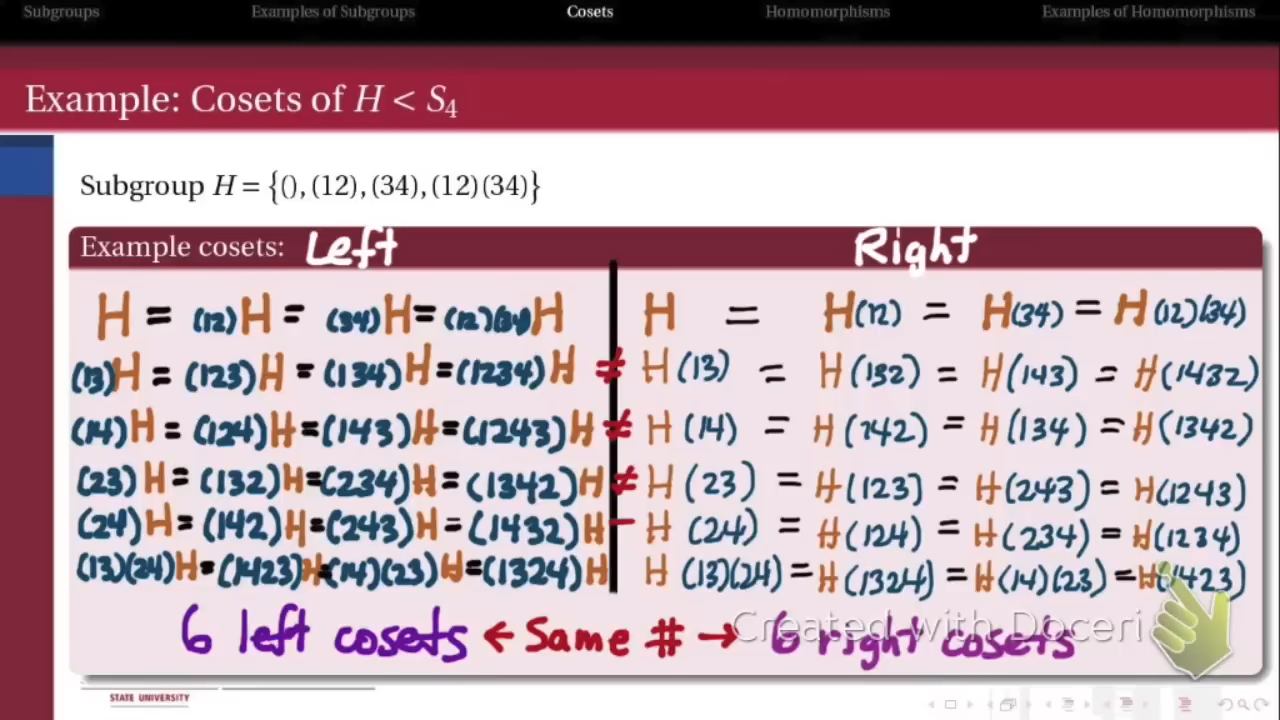 Subgroups Examples of Subgroups Cosets Homomorphisms Examples of Homomorphisms
Example: Cosets of H < S₄
Subgroup H = {(), (12), (34), (12)(34)}
Example cosets: Left Right
H = (12)H = (34)H = (12)(34)H H = H(12) = H(34) = H(12)(34)
(13)H = (123)H = (134)H = (1234)H ≠ H(13) = H(132) = H(143) = H(1432)
(14)H = (124)H = (143)H = (1243)H ≠ H(14) = H(142) = H(134) = H(1342)
(23)H = (132)H = (234)H = (1342)H ≠ H(23) = H(123) = H(243) = H(1243)
(24)H = (142)H = (243)H = (1432)H − H(24) = H(124) = H(234) = H(1234)
(13)(24)H = (1423)H = (14)(23)H = (1324)H H(13)(24) = H(1324) = H(14)(23) = H(1423)
6 left cosets ← Same # → 6 right cosets
Created with Doceri
STATE UNIVERSITY